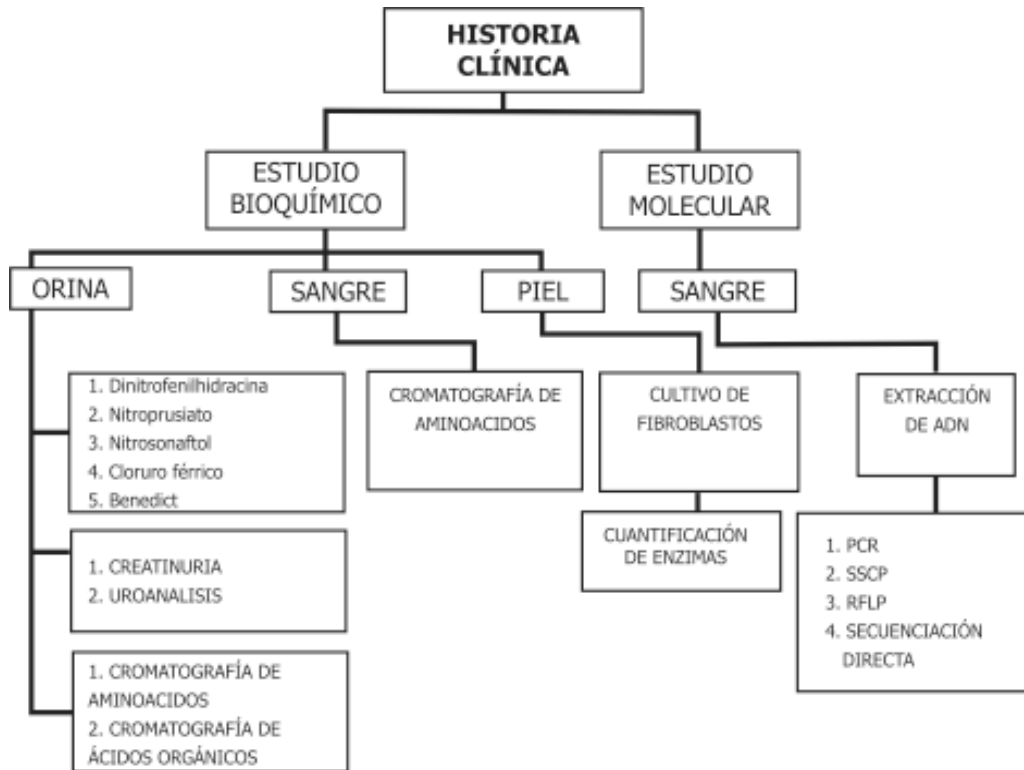 HISTORIA
CLÍNICA
ESTUDIO
BIOQUÍMICO
ESTUDIO
MOLECULAR
ORINA
SANGRE
PIEL
SANGRE
1. Dinitrofenilhidracina
2. Nitroprusiato
3. Nitrosonaftol
4. Cloruro férrico
5. Benedict
CROMATOGRAFÍA DE
AMINOACIDOS
CULTIVO DE
FIBROBLASTOS
EXTRACCIÓN
DE ADN
1. CREATINURIA
2. UROANALISIS
CUANTIFICACIÓN
DE ENZIMAS
1. PCR
2. SSCP
3. RFLP
4. SECUENCIACIÓN
DIRECTA
1. CROMATOGRAFÍA DE
AMINOACIDOS
2. CROMATOGRAFÍA DE
ÁCIDOS ORGÁNICOS